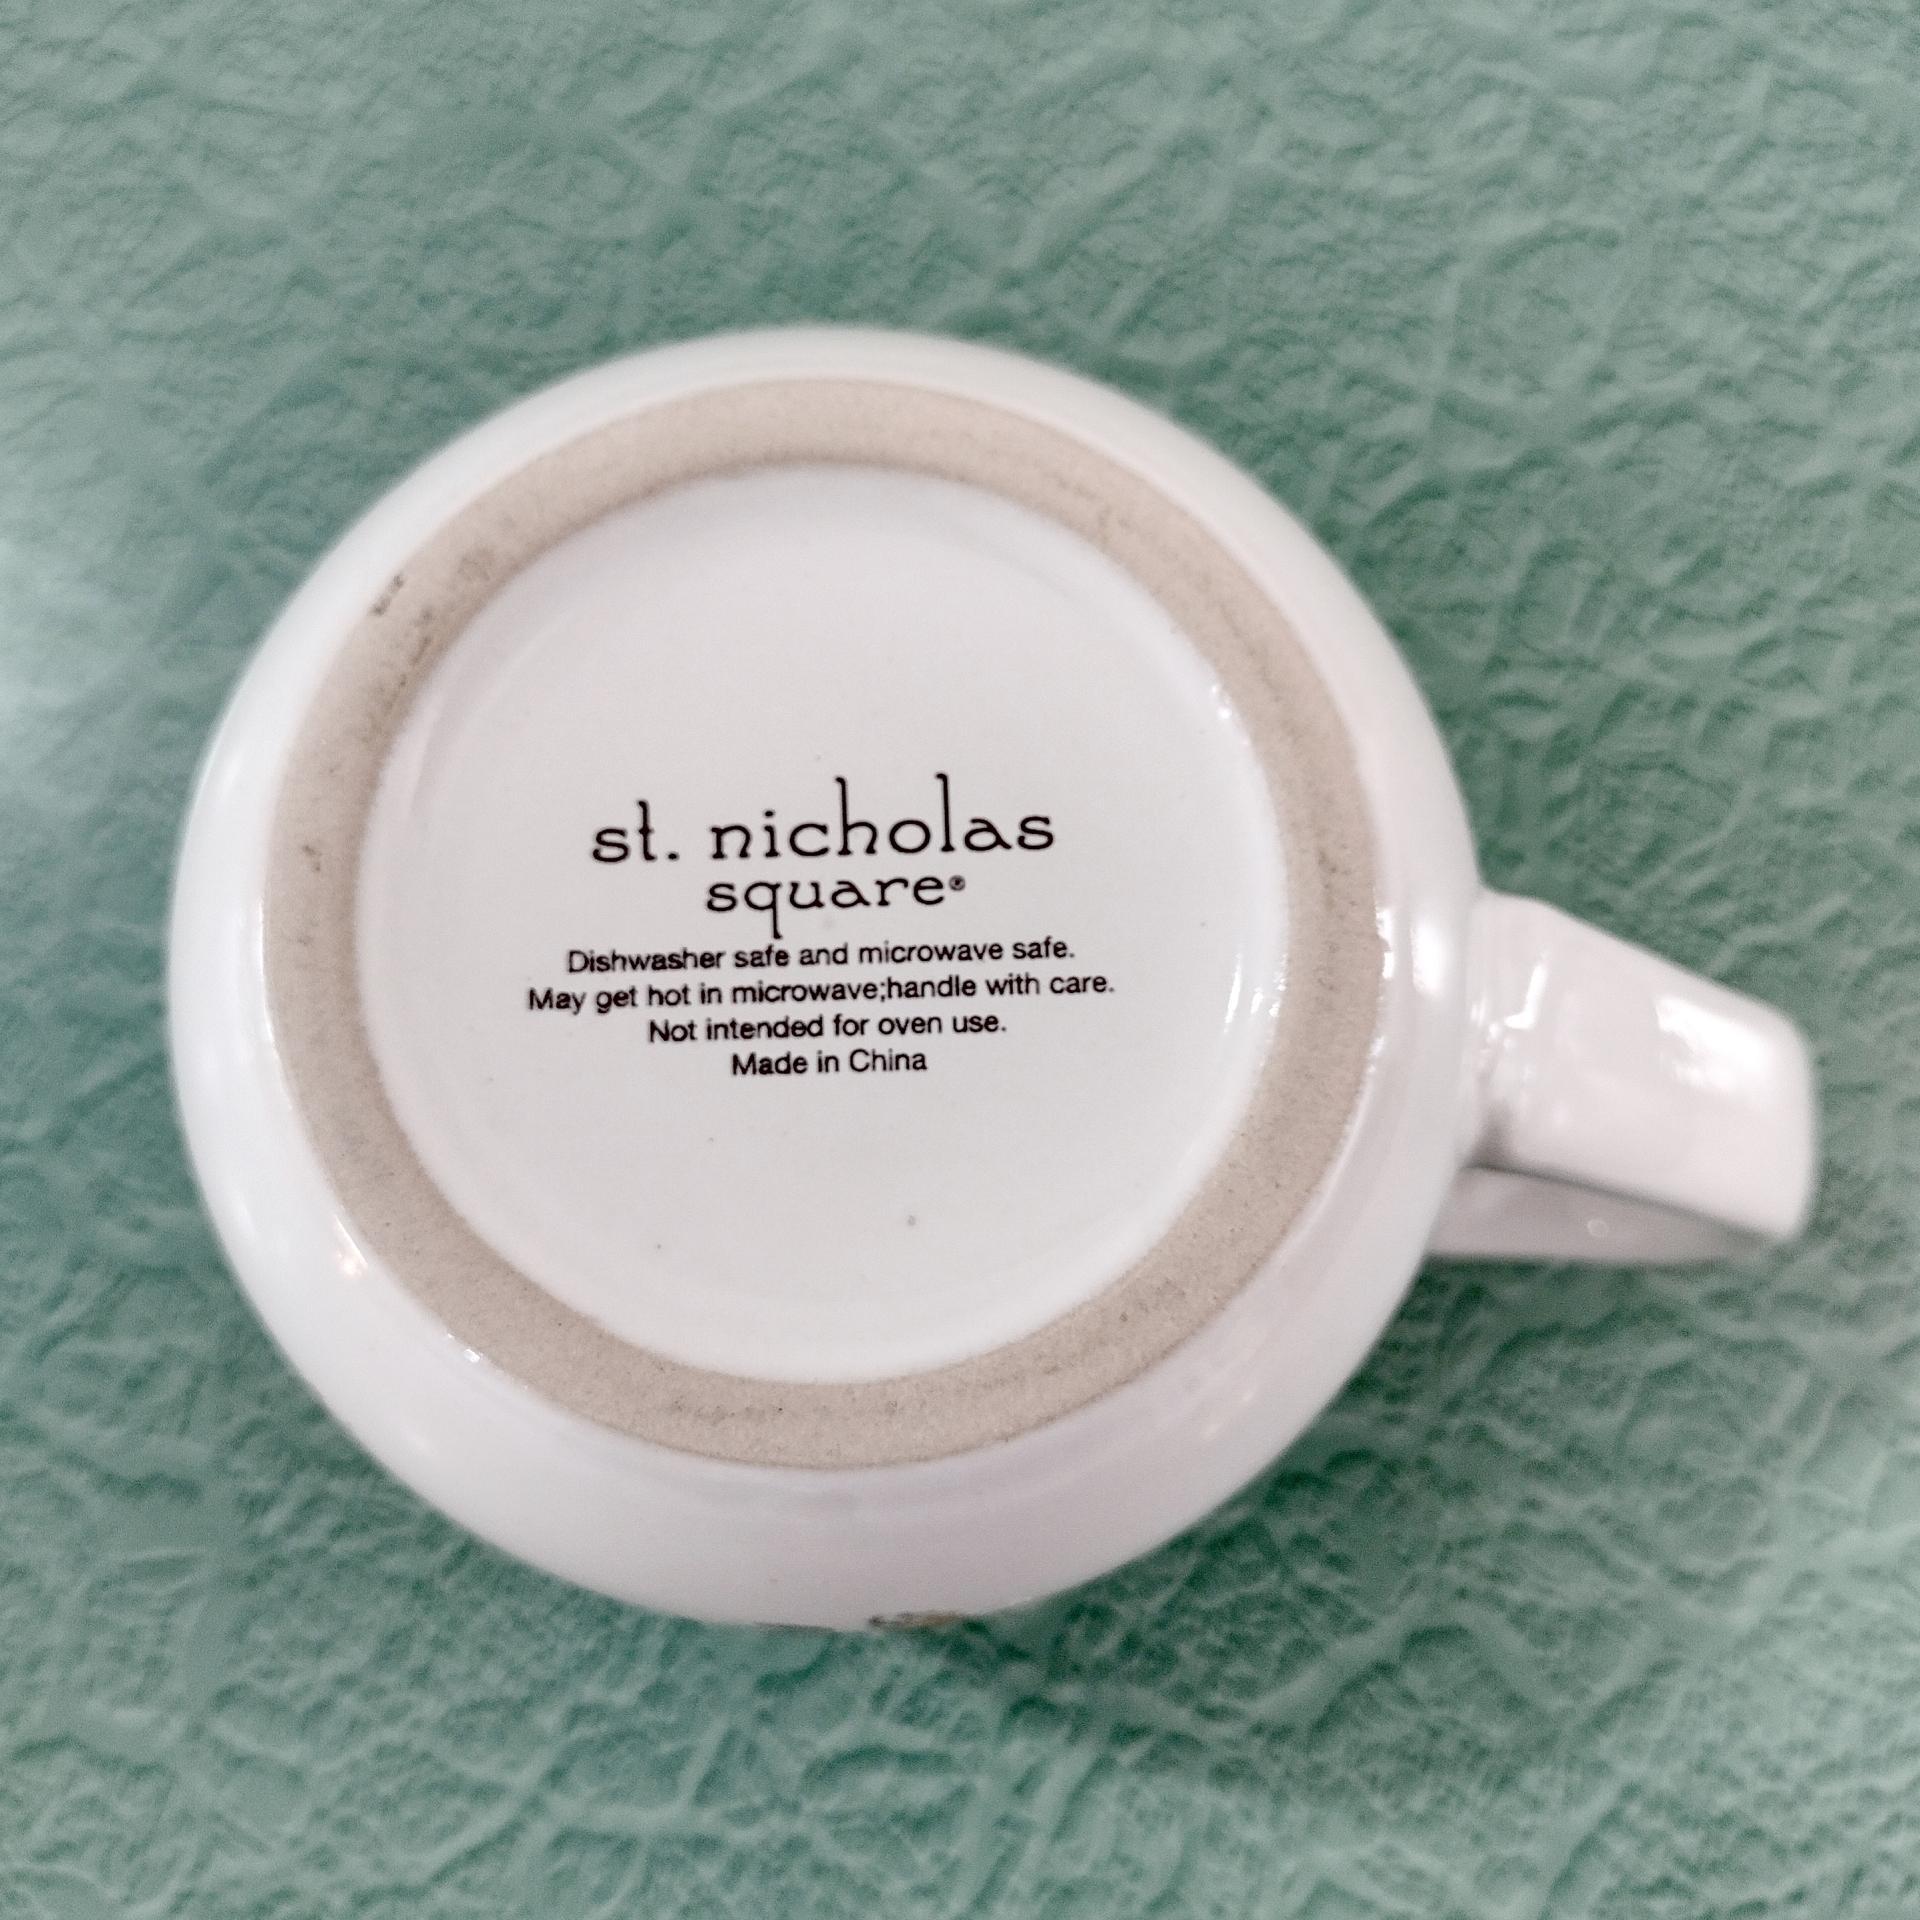 st. nicholas
square®
Dishwasher safe and microwave safe.
May get hot in microwave;handle with care.
Not intended for oven use.
Made in China